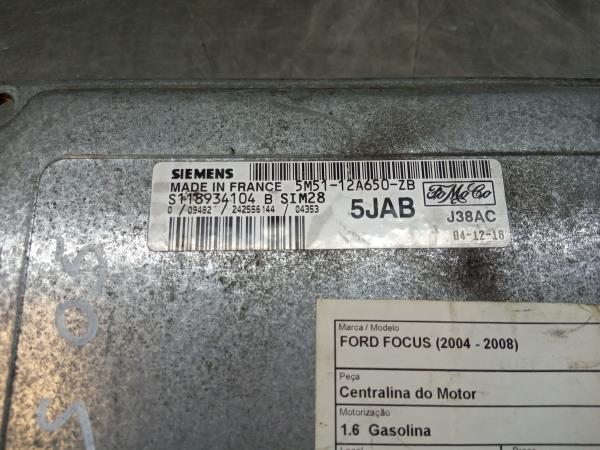 SIEMENS
MADE IN FRANCE 5M51-12A650-ZB
S118934104 B SIM28 5JAB FoMoCo
0 / 09482 / 242556144 / 04353 J38AC
04-12-18
Marca / Modelo
FORD FOCUS (2004 - 2008)
Peça
Centralina do Motor
Motorização
1.6 Gasolina